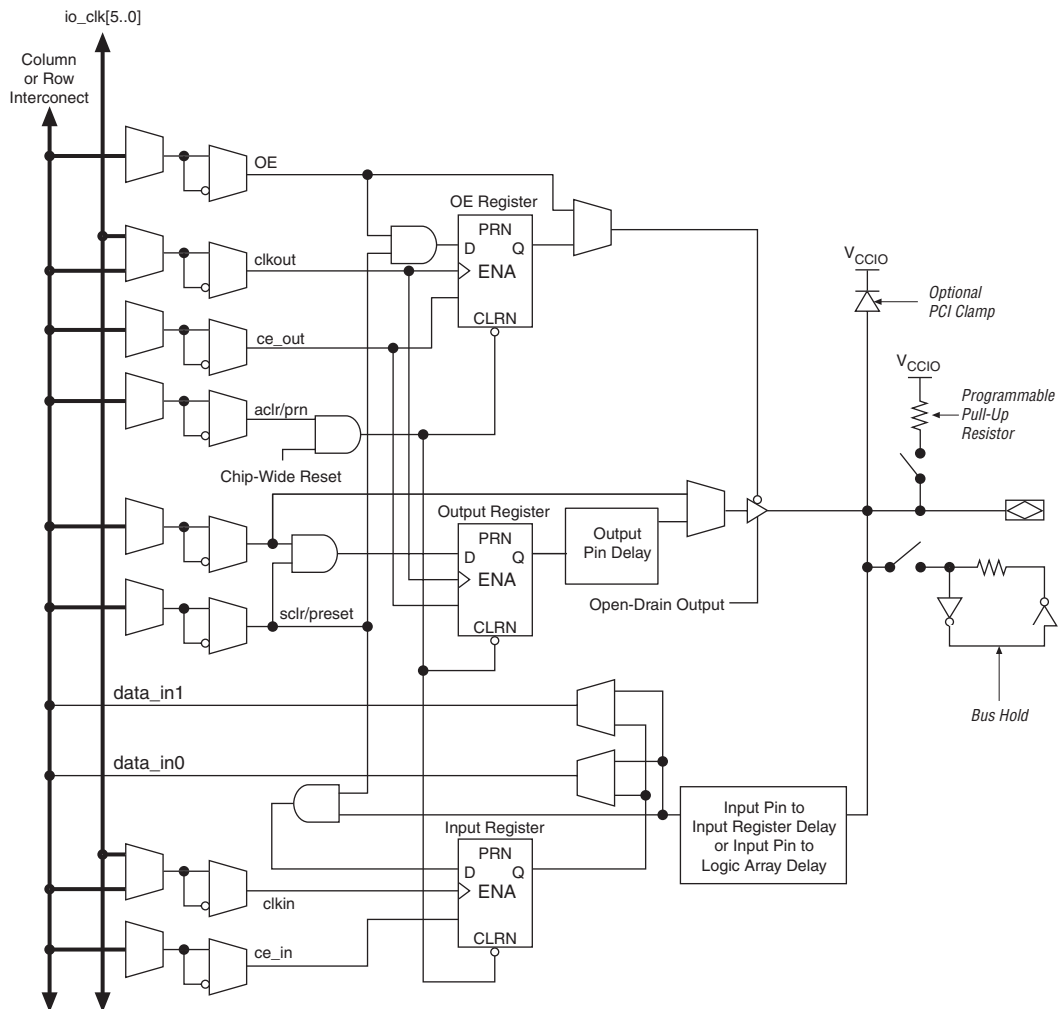 io_clk[5..0]
Column
or Row
Interconect
OE
OE Register
PRN
D
Q
clkout
ENA
VCCIO
Optional
PCI Clamp
CLRN
ce_out
VCCIO
Programmable
Pull-Up
Resistor
aclr/prn
Chip-Wide Reset
Output Register
PRN
D
Q
Output
Pin Delay
ENA
Open-Drain Output
sclr/preset
CLRN
data_in1
Bus Hold
data_in0
Input Pin to
Input Register Delay
or Input Pin to
Logic Array Delay
Input Register
PRN
D
Q
ENA
clkin
CLRN
ce_in